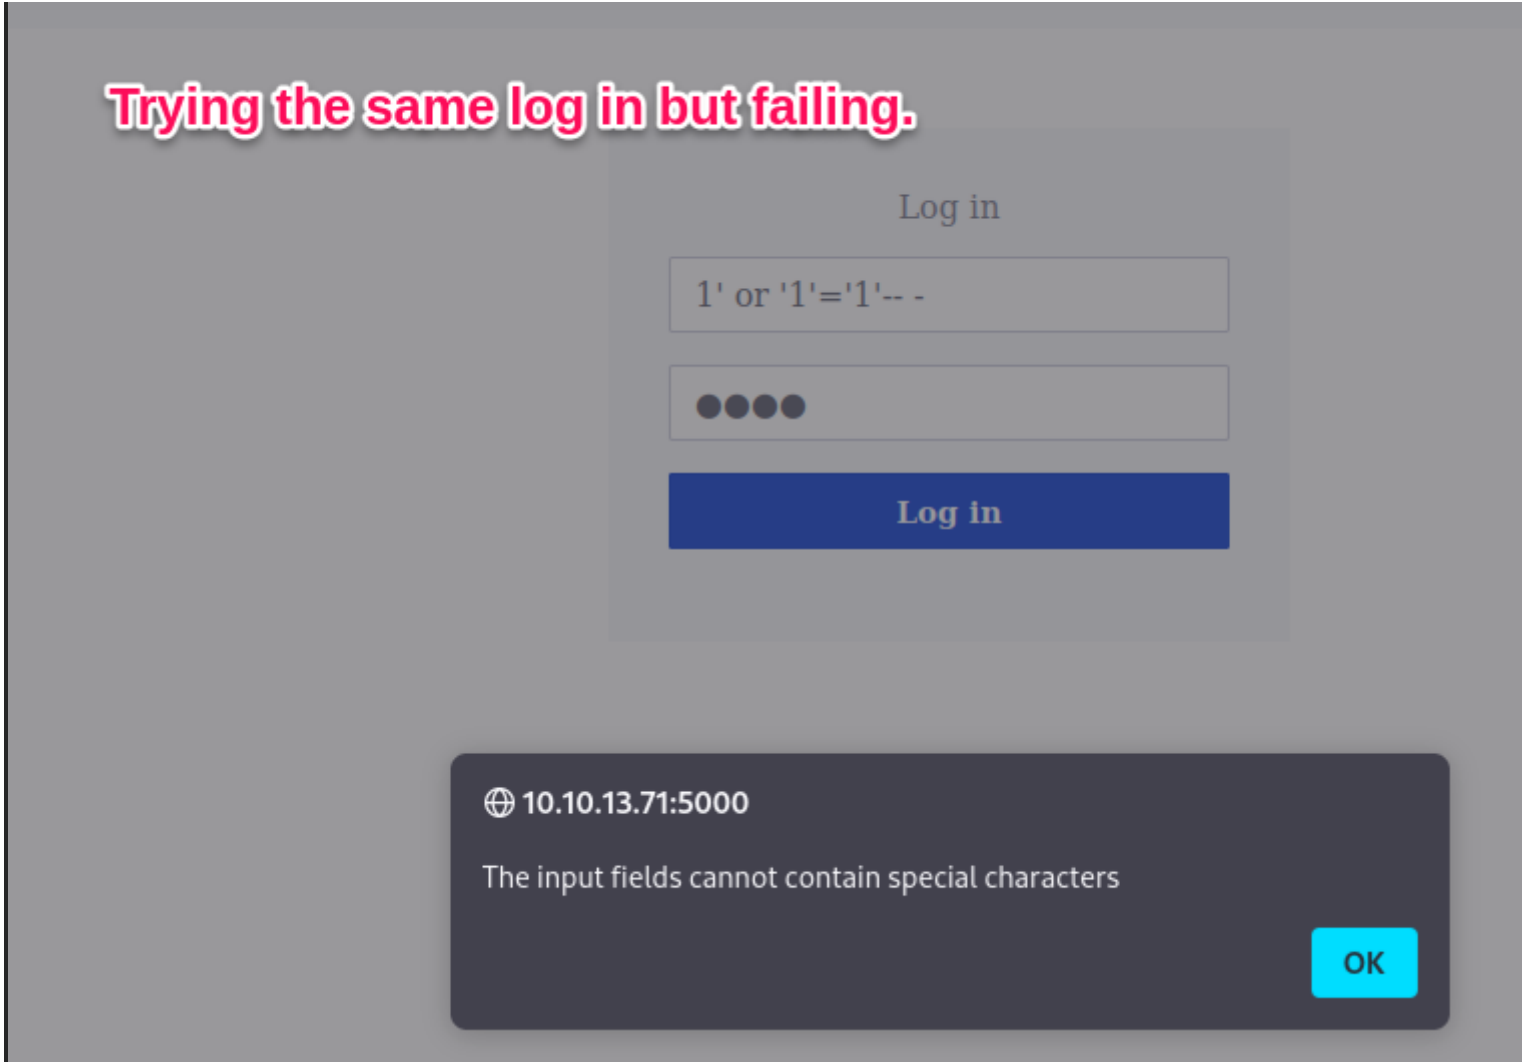 Trying the same log in but failing.
Log in
1' or '1'='1'-- -
Log in
10.10.13.71:5000
The input fields cannot contain special characters
OK